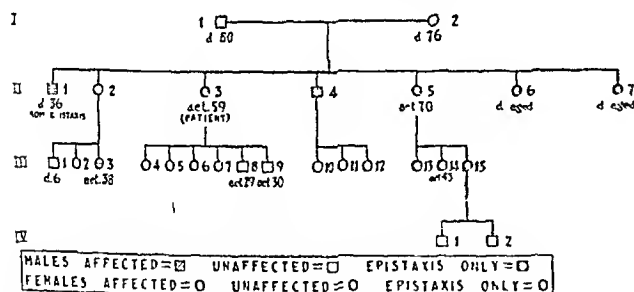 I 1 2
d 60 d 76
II 1 2 3 4 5 6 7
d 36 aet. 59 aet 70 d aged d aged
FROM EPISTAXIS (PATIENT)
III 1 2 3 4 5 6 7 8 9 10 11 12 13 14 15
d.6 aet. 38 aet 27 aet 30 aet 43
IV 1 2
MALES AFFECTED= UNAFFECTED= EPISTAXIS ONLY=
FEMALES AFFECTED= UNAFFECTED= EPISTAXIS ONLY=